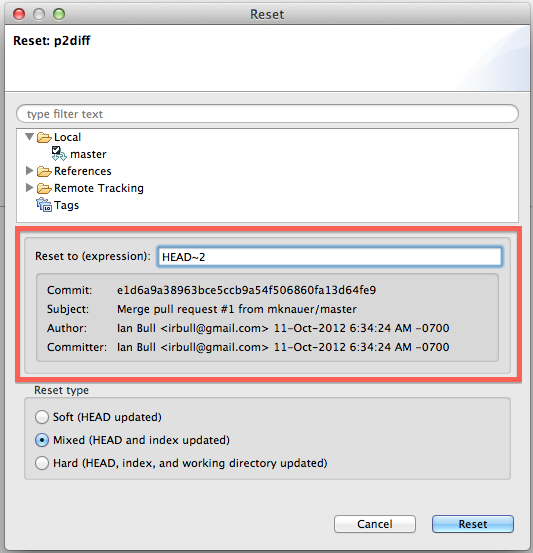 Reset
Reset: p2diff
type filter text
Local
master
References
Remote Tracking
Tags
Reset to (expression): HEAD~2
Commit: e1d6a9a38963bce5ccb9a54f506860fa13d64fe9
Subject: Merge pull request #1 from mknauer/master
Author: Ian Bull <irbull@gmail.com> 11-Oct-2012 6:34:24 AM -0700
Committer: Ian Bull <irbull@gmail.com> 11-Oct-2012 6:34:24 AM -0700
Reset type
Soft (HEAD updated)
Mixed (HEAD and index updated)
Hard (HEAD, index, and working directory updated)
Cancel Reset